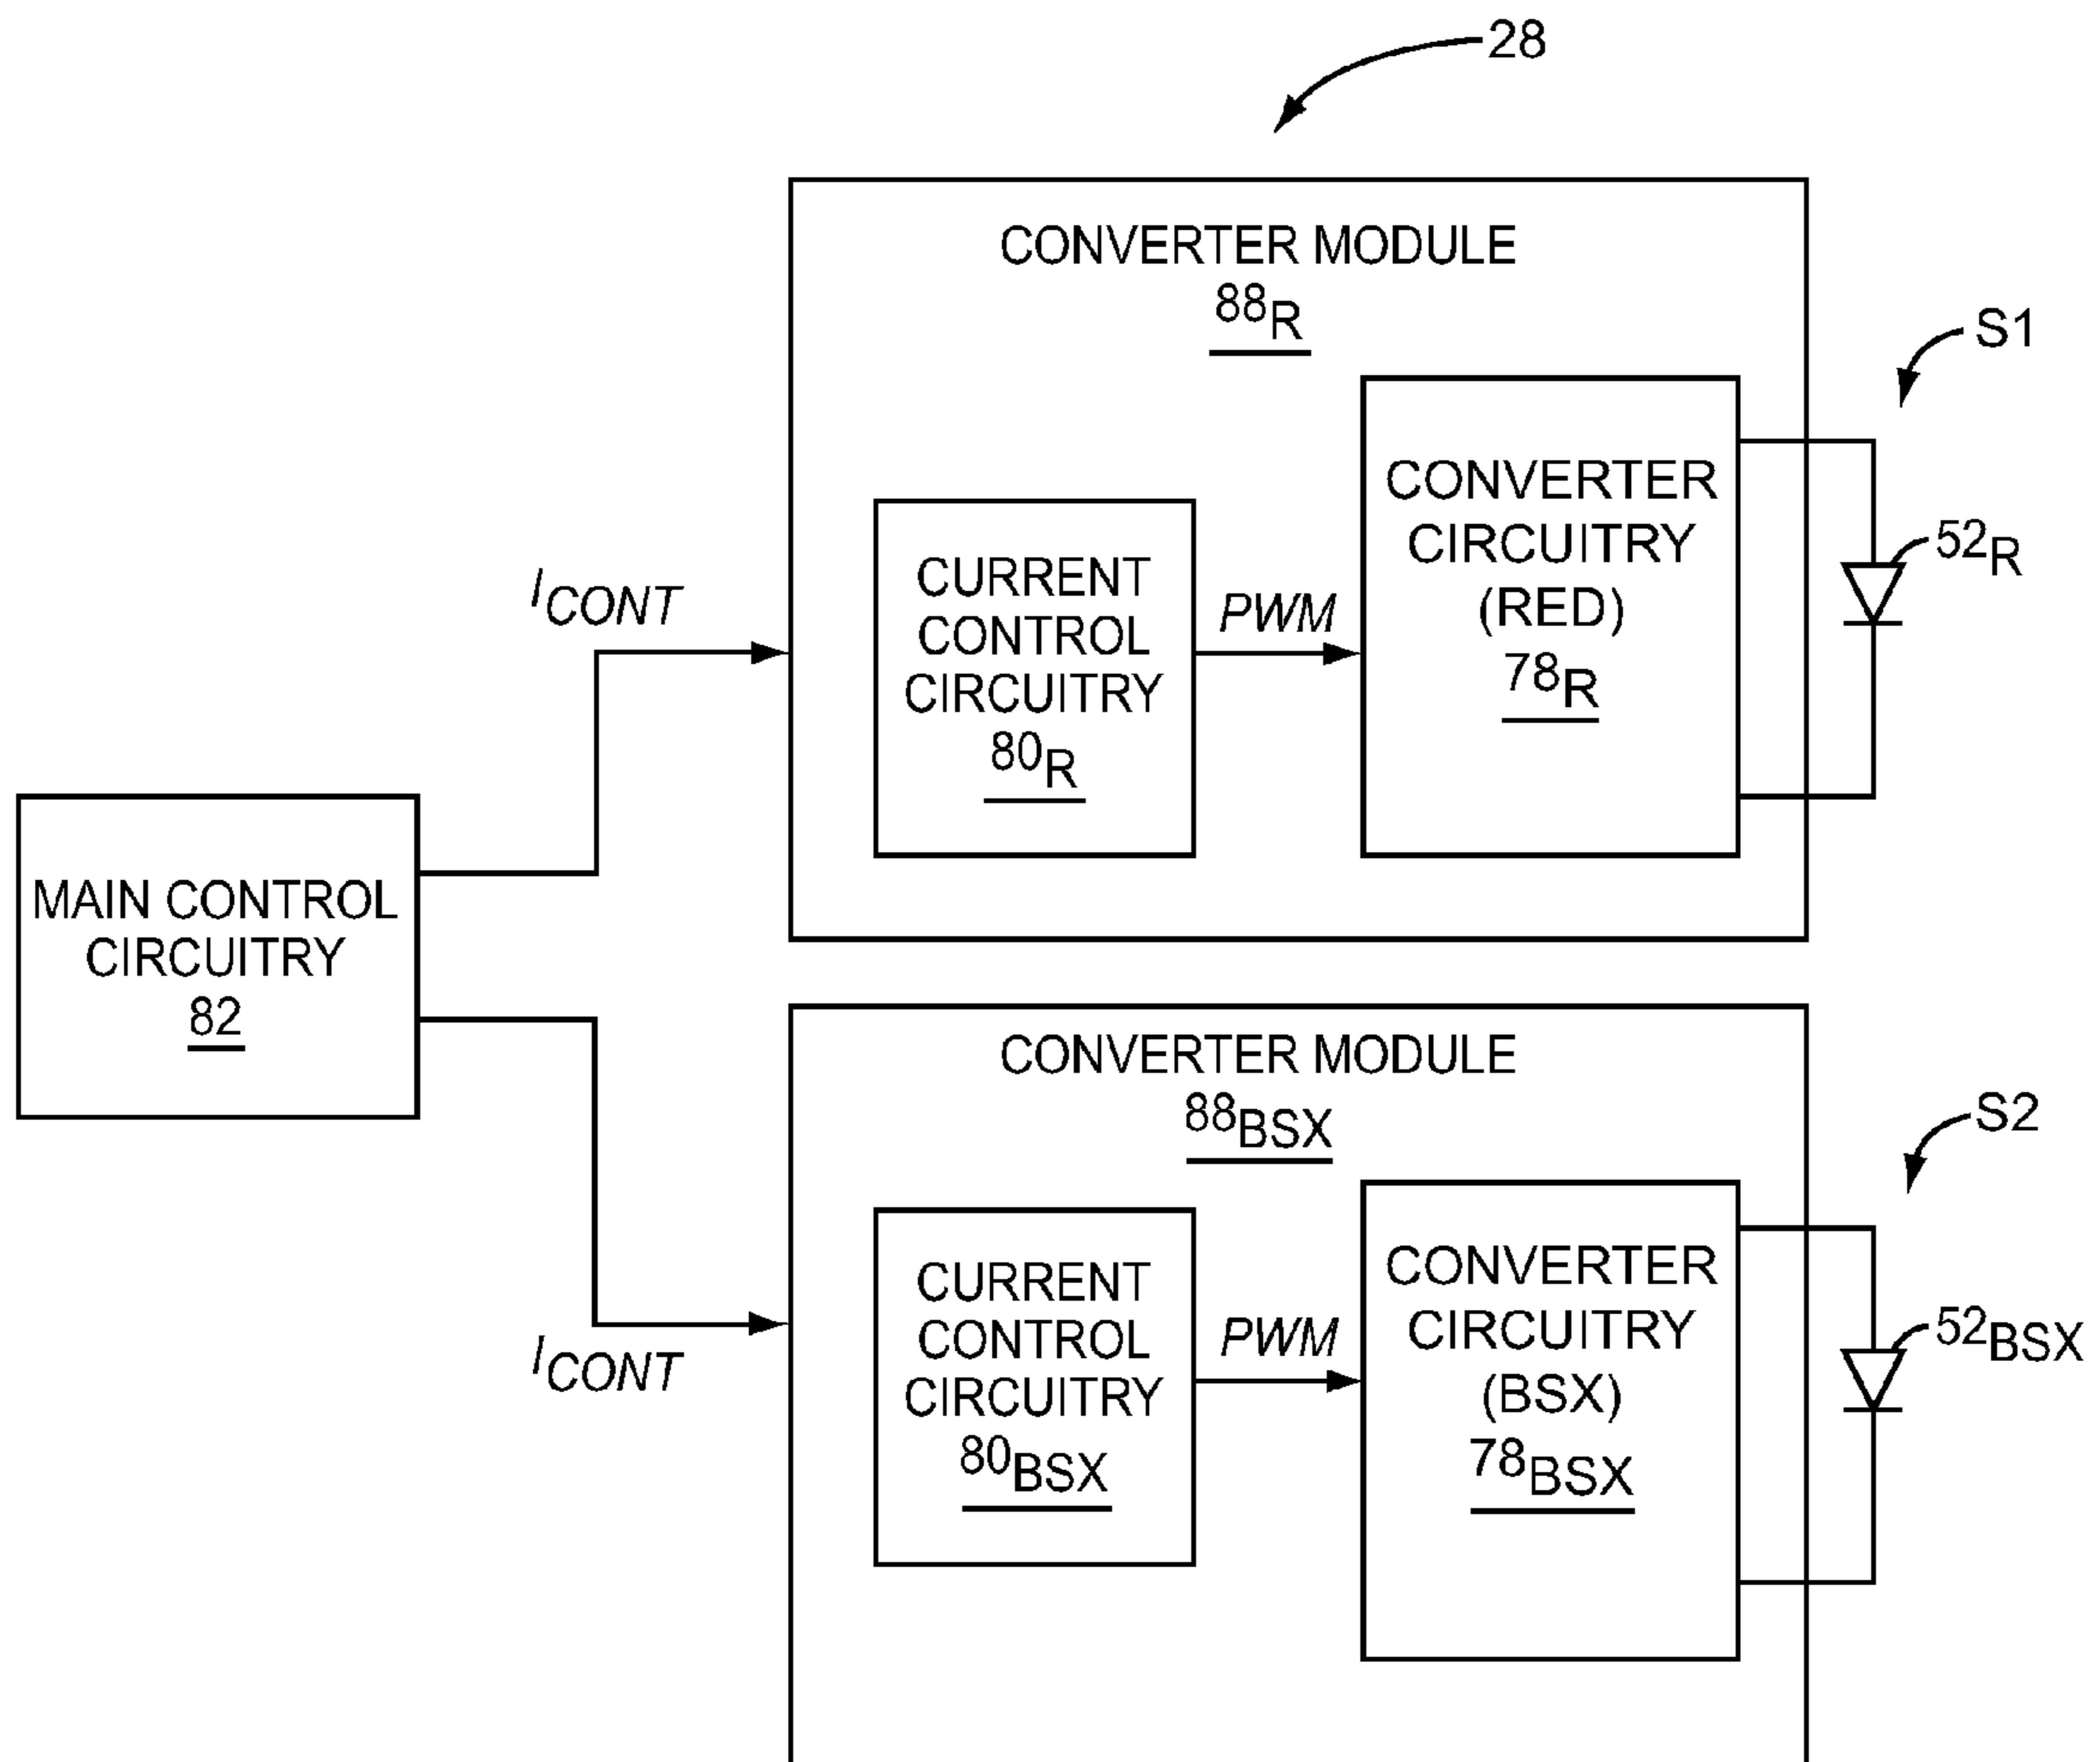 28
CONVERTER MODULE
88R
S1
CONVERTER
CIRCUITRY
(RED)
78R
52R
CURRENT
CONTROL
CIRCUITRY
80R
PWM
ICONT
MAIN CONTROL
CIRCUITRY
82
CONVERTER MODULE
88BSX
S2
CONVERTER
CIRCUITRY
(BSX)
78BSX
52BSX
CURRENT
CONTROL
CIRCUITRY
80BSX
PWM
ICONT